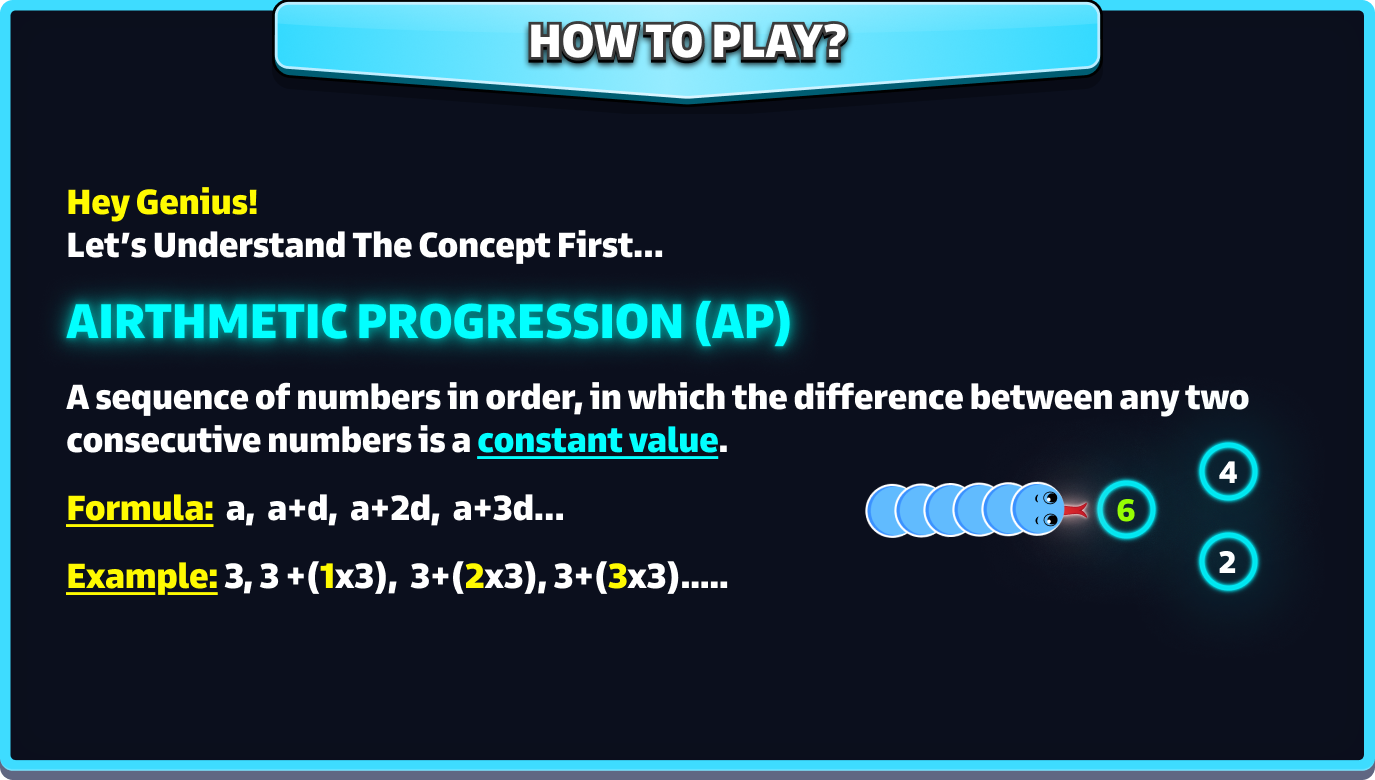 HOW TO PLAY?
Hey Genius!
Let's Understand The Concept First...
AIRTHMETIC PROGRESSION (AP)
A sequence of numbers in order, in which the difference between any two
consecutive numbers is a constant value.
Formula: a, a+d, a+2d, a+3d...
Example: 3, 3 +(1x3), 3+(2x3), 3+(3x3).....
4
6
2